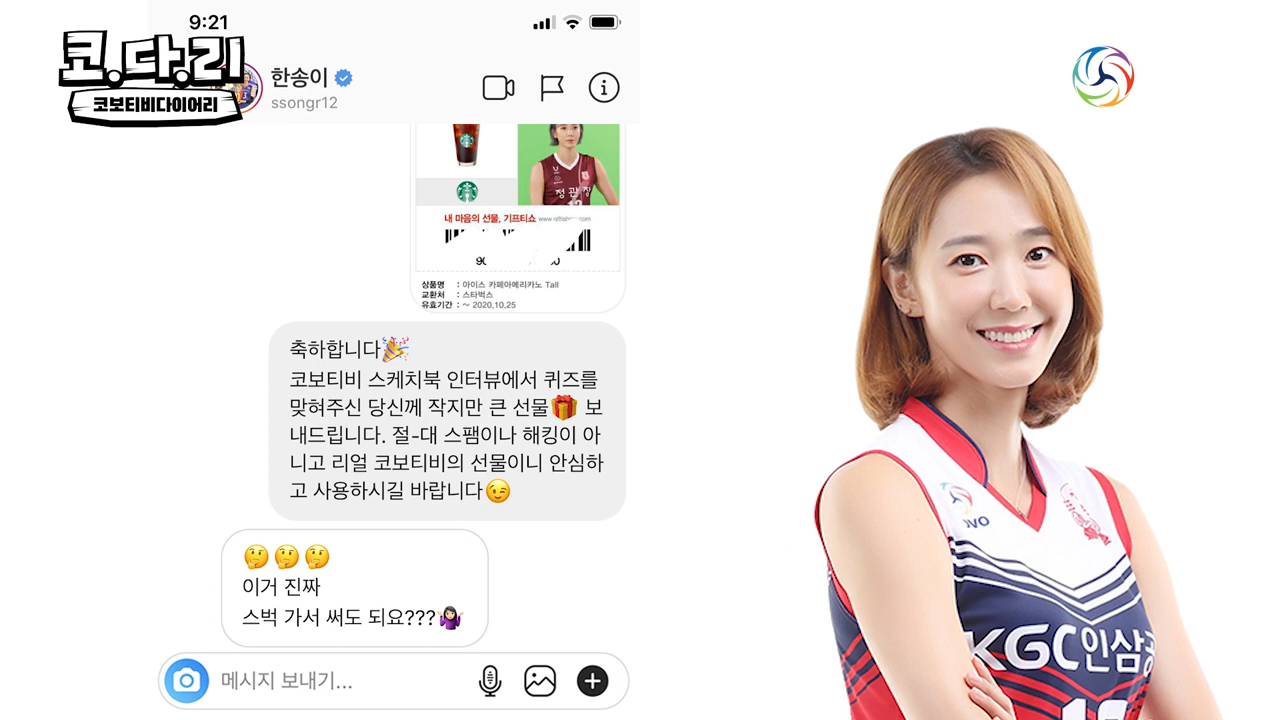 9:21
코.다.리
코보티비다이어리
한송이
ssongr12
정관장
내 마음의 선물, 기프티쇼
상품명 : 아이스 카페아메리카노 Tall
교환처 : 스타벅스
유효기간 : ~ 2020.10.25
축하합니다🎉
코보티비 스케치북 인터뷰에서 퀴즈를
맞혀주신 당신께 작지만 큰 선물🎁 보
내드립니다. 절-대 스팸이나 해킹이 아
니고 리얼 코보티비의 선물이니 안심하
고 사용하시길 바랍니다😉
🤔🤔🤔
이거 진짜
스벅 가서 써도 되요???🤷🏻‍♀️
메시지 보내기...
KGC인삼공